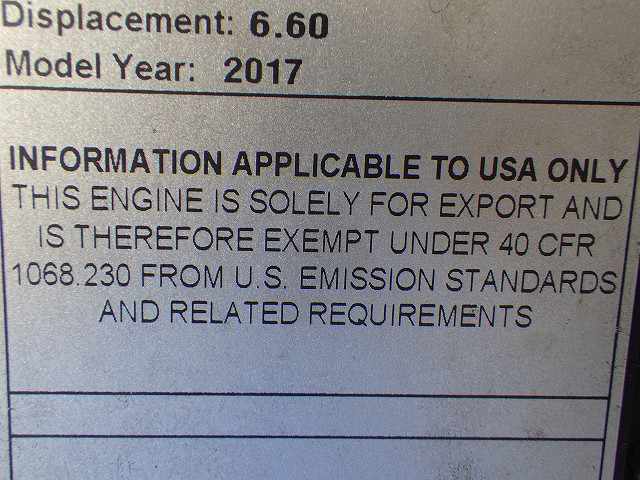 Displacement: 6.60
Model Year: 2017
INFORMATION APPLICABLE TO USA ONLY
THIS ENGINE IS SOLELY FOR EXPORT AND
IS THEREFORE EXEMPT UNDER 40 CFR
1068.230 FROM U.S. EMISSION STANDARDS
AND RELATED REQUIREMENTS